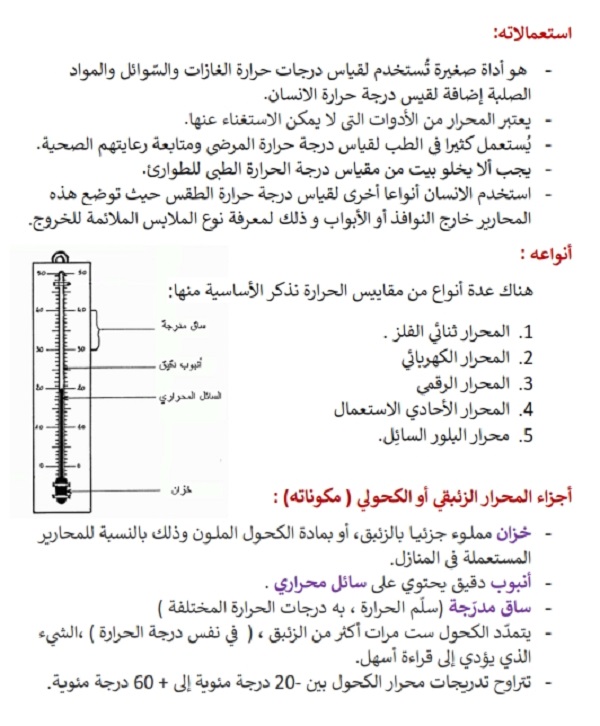 استعمالاته:
- هو أداة صغيرة تُستخدم لقياس درجات حرارة الغازات والسّوائل والمواد
الصلبة إضافة لقيس درجة حرارة الانسان.
- يعتبر المحرار من الأدوات التي لا يمكن الاستغناء عنها.
- يُستعمل كثيرا في الطب لقياس درجة حرارة المرضى ومتابعة رعايتهم الصحية.
- يجب ألا يخلو بيت من مقياس درجة الحرارة الطبي للطوارئ.
- استخدم الانسان أنواعا أخرى لقياس درجة حرارة الطقس حيث توضع هذه
المحارير خارج النوافذ أو الأبواب و ذلك لمعرفة نوع الملابس الملائمة للخروج.
أنواعه :
هناك عدة أنواع من مقاييس الحرارة نذكر الأساسية منها:
1. المحرار ثنائي الفلز .
2. المحرار الكهربائي
3. المحرار الرقمي
4. المحرار الأحادي الاستعمال
5. محرار البلور السائل.
50 50
40 40
ساق مدرجة
30 30
أنبوب دقيق
20 20
السائل المحراري
10 10
0 0
خزان
أجزاء المحرار الزئبقي أو الكحولي ( مكوناته) :
- خزان مملوء جزئيا بالزئبق، أو بمادة الكحول الملون وذلك بالنسبة للمحارير
المستعملة في المنازل.
- أنبوب دقيق يحتوي على سائل محراري .
- ساق مدرّجة (سلّم الحرارة ، به درجات الحرارة المختلفة )
- يتمدّد الكحول ست مرات أكثر من الزئبق ، ( في نفس درجة الحرارة ) ،الشيء
الذي يؤدي إلى قراءة أسهل.
- تتراوح تدريجات محرار الكحول بين -20 درجة مئوية إلى + 60 درجة مئوية.